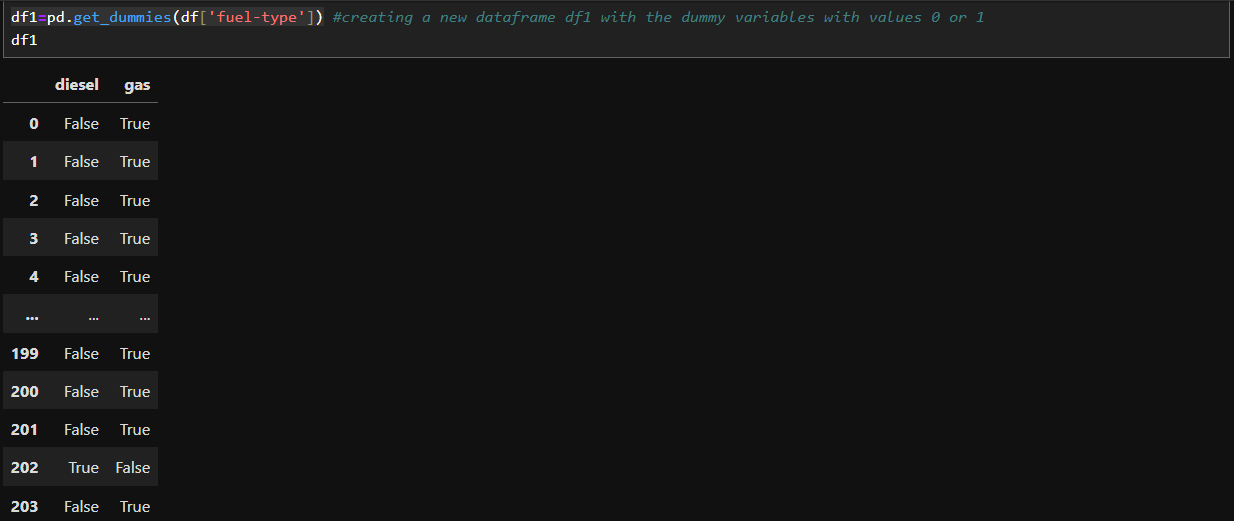 df1=pd.get_dummies(df['fuel-type']) #creating a new dataframe df1 with the dummy variables with values 0 or 1
df1
diesel gas
0 False True
1 False True
2 False True
3 False True
4 False True
... ... ...
199 False True
200 False True
201 False True
202 True False
203 False True